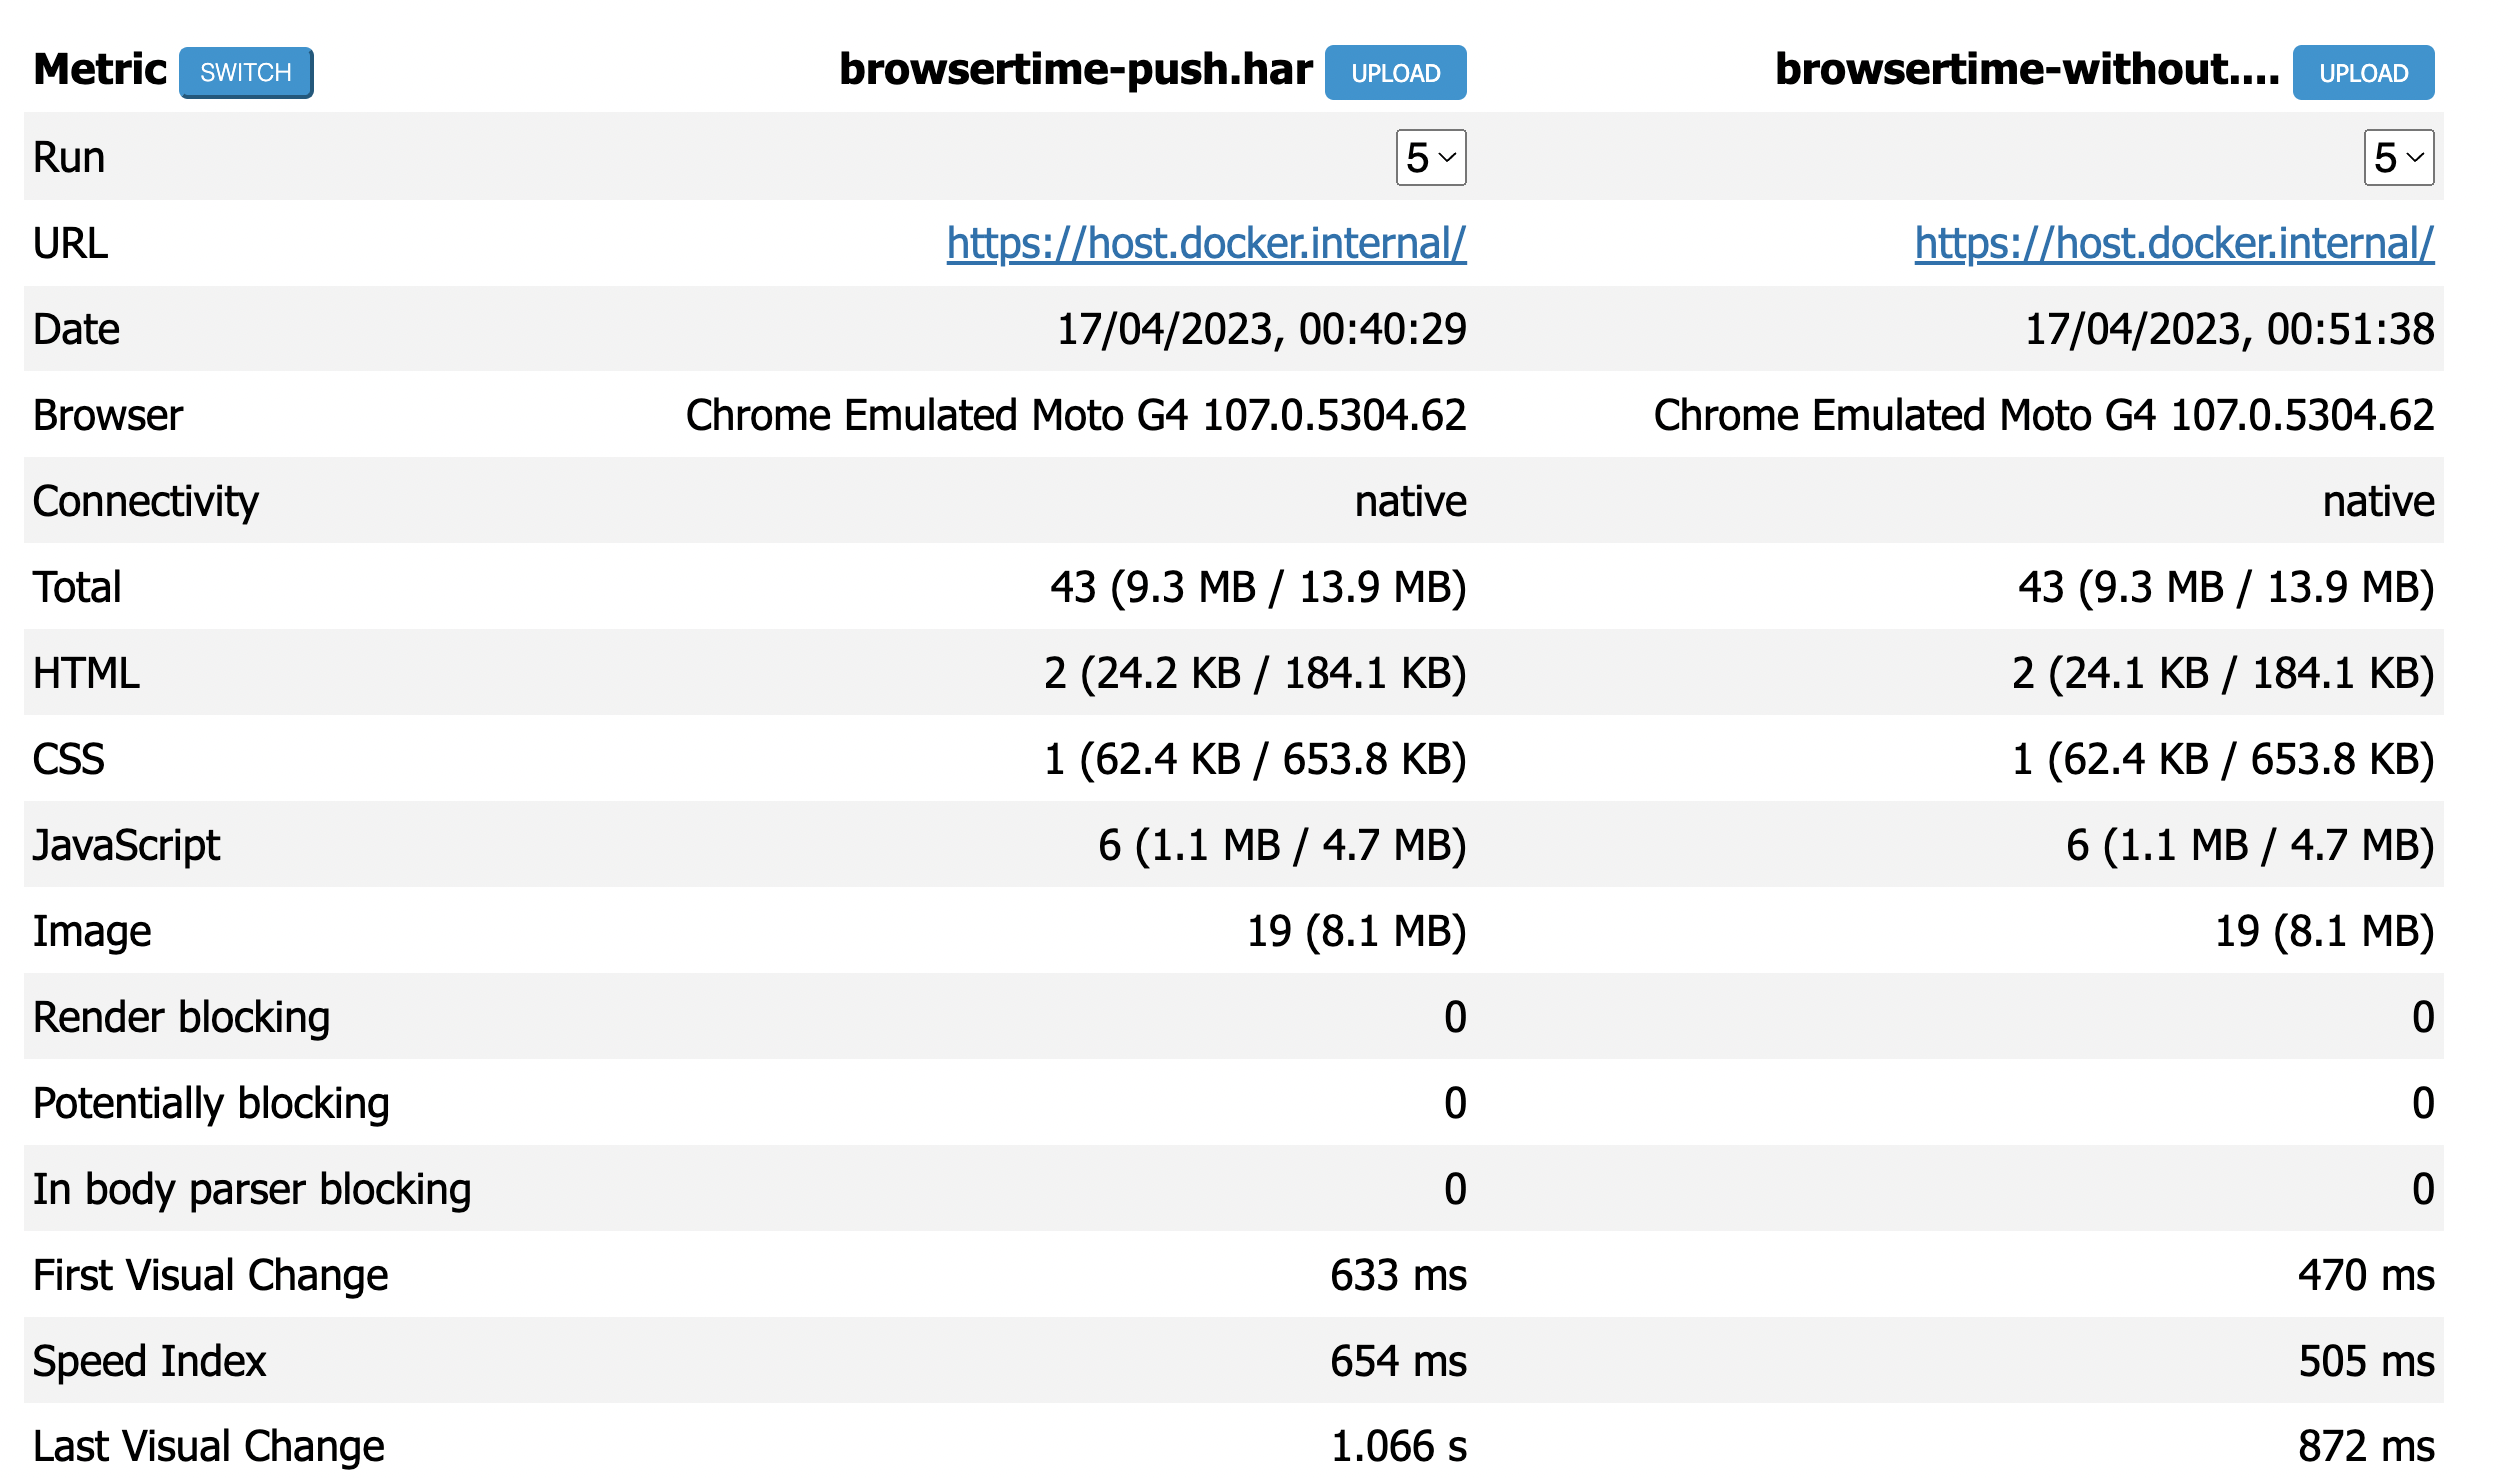 Metric SWITCH browsertime-push.har UPLOAD browsertime-without.... UPLOAD
Run 5 5
URL https://host.docker.internal/ https://host.docker.internal/
Date 17/04/2023, 00:40:29 17/04/2023, 00:51:38
Browser Chrome Emulated Moto G4 107.0.5304.62 Chrome Emulated Moto G4 107.0.5304.62
Connectivity native native
Total 43 (9.3 MB / 13.9 MB) 43 (9.3 MB / 13.9 MB)
HTML 2 (24.2 KB / 184.1 KB) 2 (24.1 KB / 184.1 KB)
CSS 1 (62.4 KB / 653.8 KB) 1 (62.4 KB / 653.8 KB)
JavaScript 6 (1.1 MB / 4.7 MB) 6 (1.1 MB / 4.7 MB)
Image 19 (8.1 MB) 19 (8.1 MB)
Render blocking 0 0
Potentially blocking 0 0
In body parser blocking 0 0
First Visual Change 633 ms 470 ms
Speed Index 654 ms 505 ms
Last Visual Change 1.066 s 872 ms